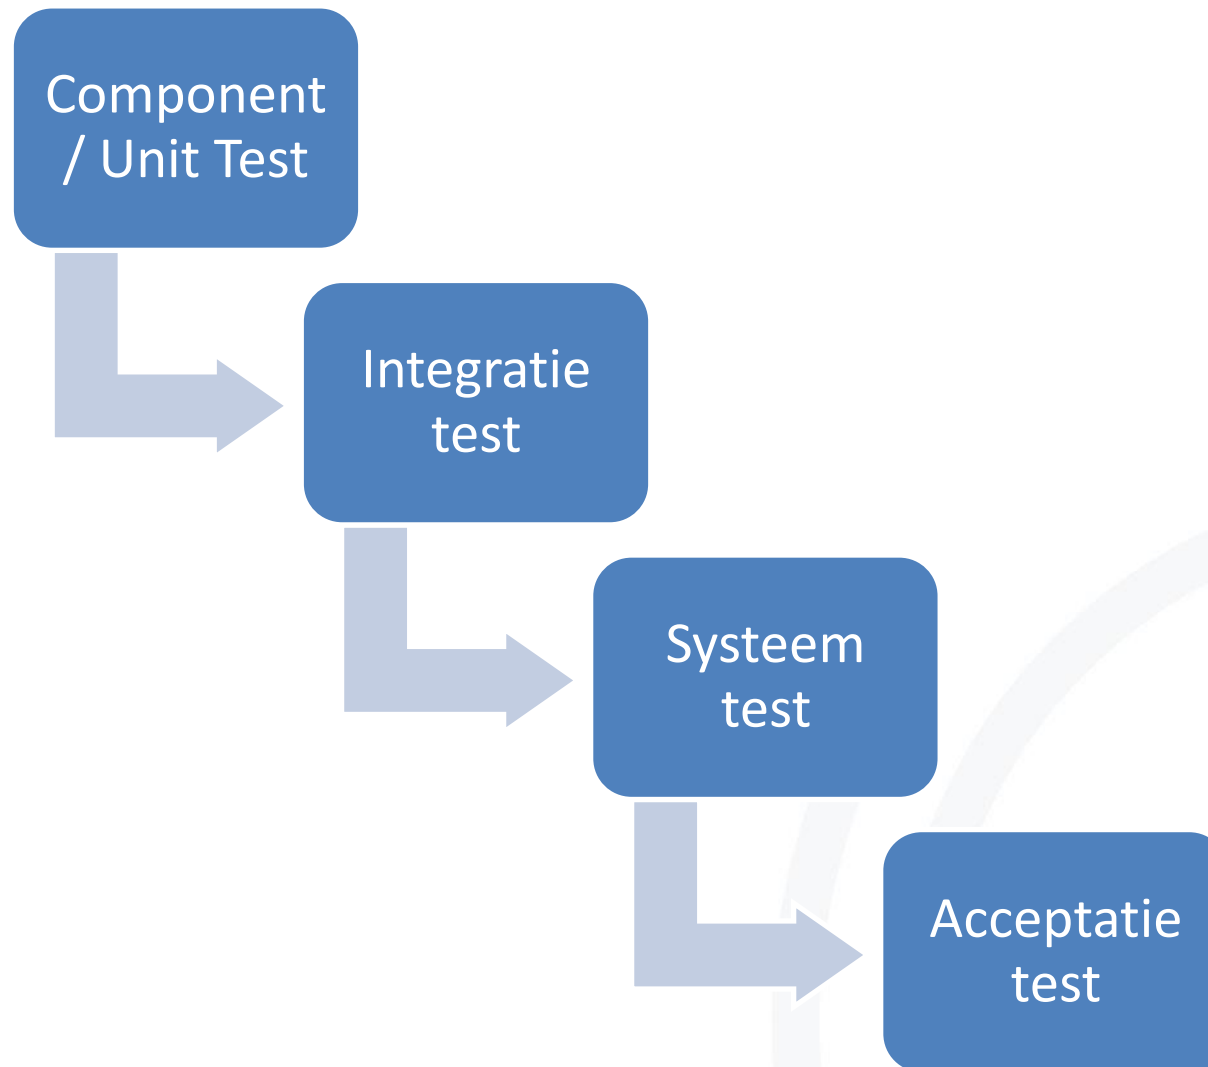 Component
/ Unit Test
Integratie
test
Systeem
test
Acceptatie
test